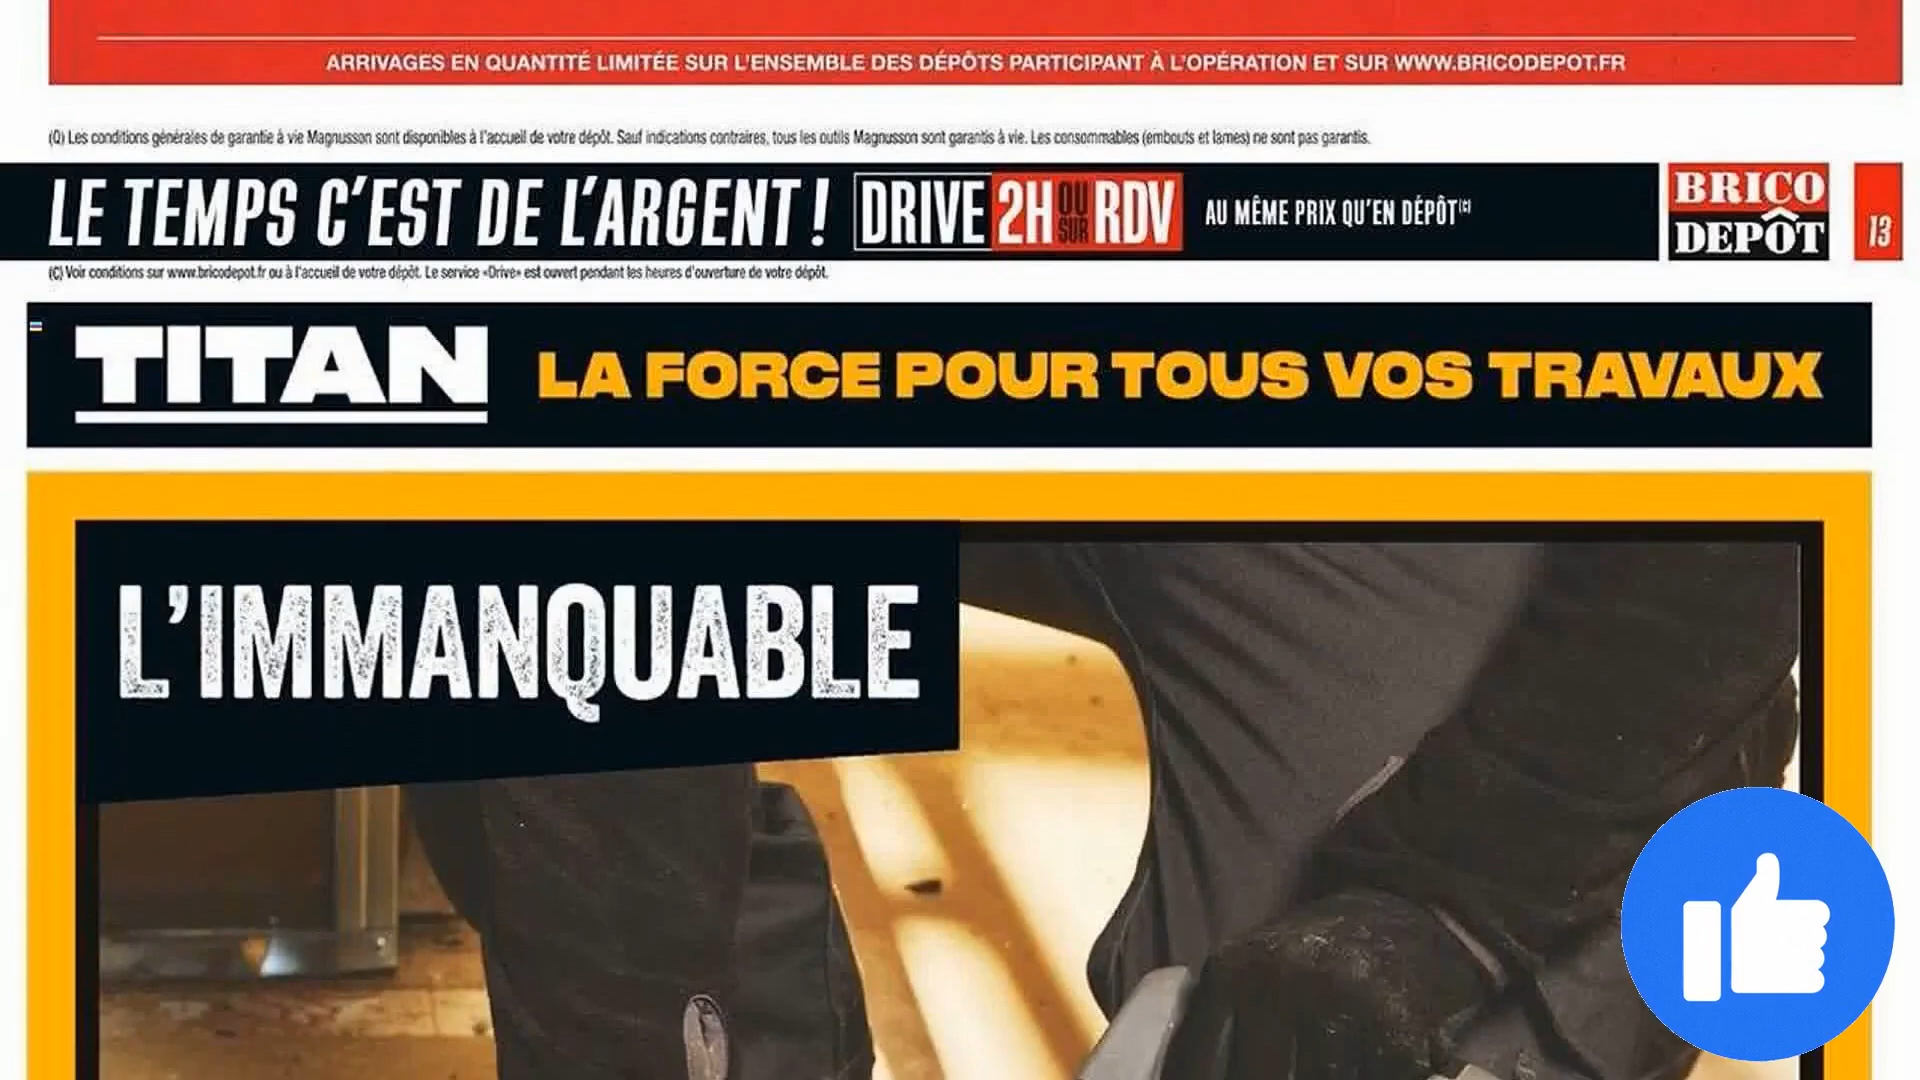 ARRIVAGES EN QUANTITÉ LIMITÉE SUR L'ENSEMBLE DES DÉPÔTS PARTICIPANT À L'OPÉRATION ET SUR WWW.BRICODEPOT.FR
(Q) Les conditions générales de garantie à vie Magnusson sont disponibles à l'accueil de votre dépôt. Sauf indications contraires, tous les outils Magnusson sont garantis à vie. Les consommables (embouts et lames) ne sont pas garantis.
LE TEMPS C'EST DE L'ARGENT ! DRIVE 2H OU SUR RDV AU MÊME PRIX QU'EN DÉPÔT(C)
BRICO
DEPÔT
13
(C) Voir conditions sur www.bricodepot.fr ou à l'accueil de votre dépôt. Le service «Drive» est ouvert pendant les heures d'ouverture de votre dépôt.
TITAN LA FORCE POUR TOUS VOS TRAVAUX
L'IMMANQUABLE